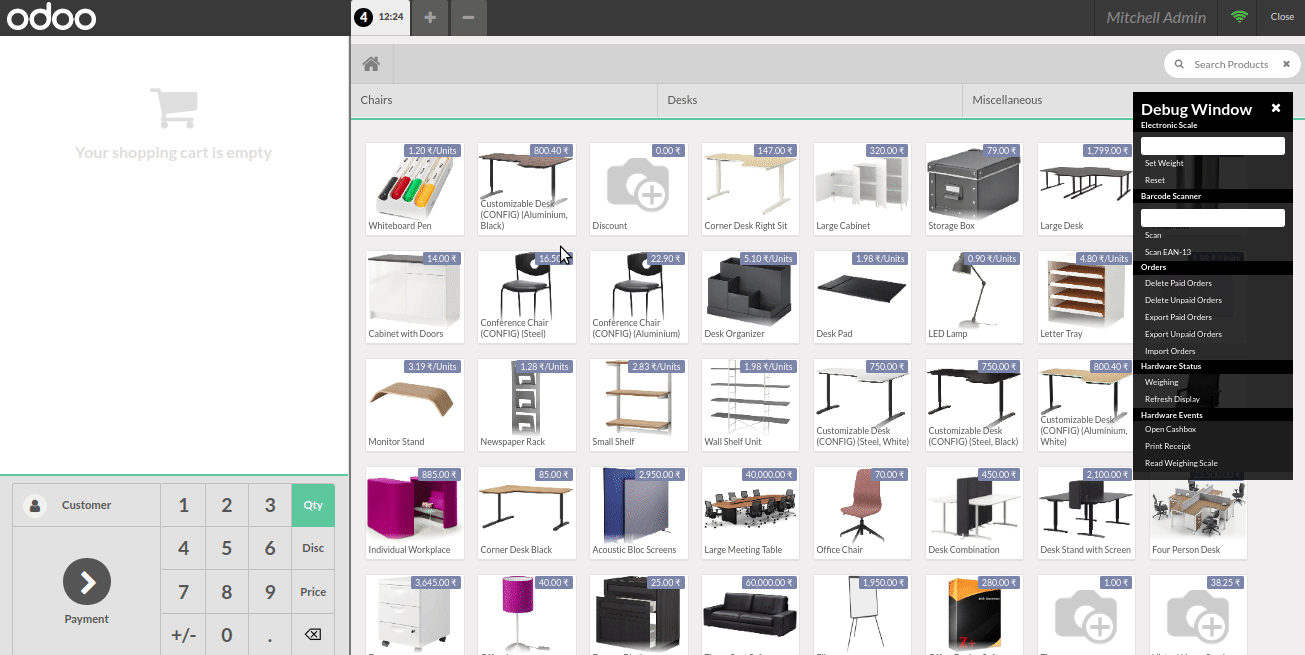 odoo
4 12:24
Mitchell Admin
Close
Search Products
Chairs
Desks
Miscellaneous
Your shopping cart is empty
Debug Window
Electronic Scale
Set Weight
Reset
Barcode Scanner
Scan
Scan EAN-13
Orders
Delete Paid Orders
Delete Unpaid Orders
Export Paid Orders
Export Unpaid Orders
Import Orders
Hardware Status
Weighing
Refresh Display
Hardware Events
Open Cashbox
Print Receipt
Read Weighing Scale
1.20 ₹/Units
Whiteboard Pen
800.40 ₹
Customizable Desk
(CONFIG) (Aluminium,
Black)
0.00 ₹
Discount
147.00 ₹
Corner Desk Right Sit
320.00 ₹
Large Cabinet
79.00 ₹
Storage Box
1,799.00 ₹
Large Desk
14.00 ₹
Cabinet with Doors
Conference Chair
(CONFIG) (Steel)
22.90 ₹
Conference Chair
(CONFIG) (Aluminium)
5.10 ₹/Units
Desk Organizer
1.98 ₹/Units
Desk Pad
0.90 ₹/Units
LED Lamp
4.80 ₹/Units
Letter Tray
3.19 ₹/Units
Monitor Stand
1.28 ₹/Units
Newspaper Rack
2.83 ₹/Units
Small Shelf
1.98 ₹/Units
Wall Shelf Unit
750.00 ₹
Customizable Desk
(CONFIG) (Steel, White)
750.00 ₹
Customizable Desk
(CONFIG) (Steel, Black)
800.40 ₹
Customizable Desk
(CONFIG) (Aluminium,
White)
885.00 ₹
Individual Workplace
85.00 ₹
Corner Desk Black
2,950.00 ₹
Acoustic Bloc Screens
40,000.00 ₹
Large Meeting Table
70.00 ₹
Office Chair
450.00 ₹
Desk Combination
2,100.00 ₹
Desk Stand with Screen
Four Person Desk
3,645.00 ₹
40.00 ₹
25.00 ₹
60,000.00 ₹
1,950.00 ₹
280.00 ₹
1.00 ₹
38.25 ₹
Customer
Payment
1 2 3 Qty
4 5 6 Disc
7 8 9 Price
+/- 0 .